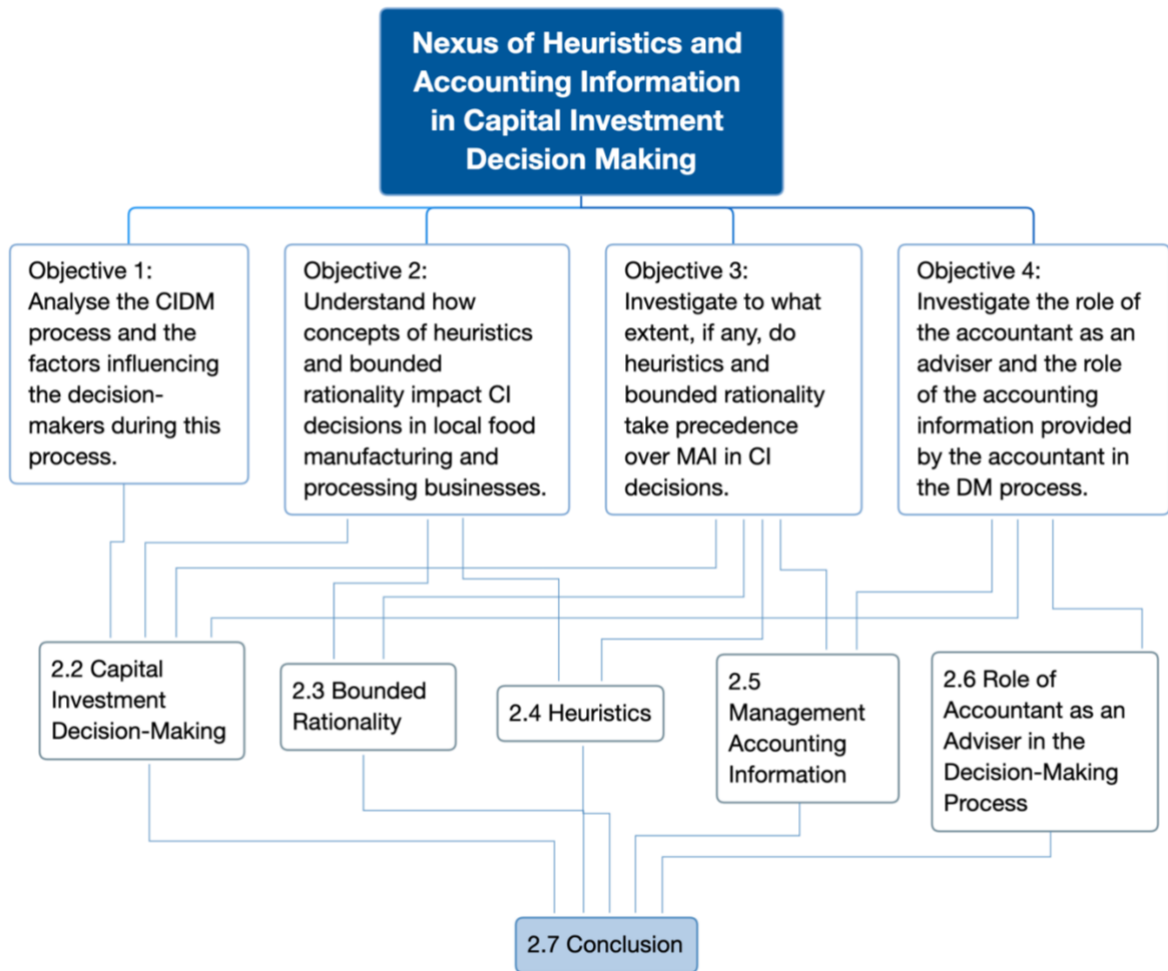 Nexus of Heuristics and
Accounting Information
in Capital Investment
Decision Making
Objective 1:
Analyse the CIDM
process and the
factors influencing
the decision-
makers during this
process.
Objective 2:
Understand how
concepts of heuristics
and bounded
rationality impact CI
decisions in local food
manufacturing and
processing businesses.
Objective 3:
Investigate to what
extent, if any, do
heuristics and
bounded rationality
take precedence
over MAI in CI
decisions.
Objective 4:
Investigate the role of
the accountant as an
adviser and the role
of the accounting
information provided
by the accountant in
the DM process.
2.2 Capital
Investment
Decision-Making
2.3 Bounded
Rationality
2.4 Heuristics
2.5
Management
Accounting
Information
2.6 Role of
Accountant as an
Adviser in the
Decision-Making
Process
2.7 Conclusion